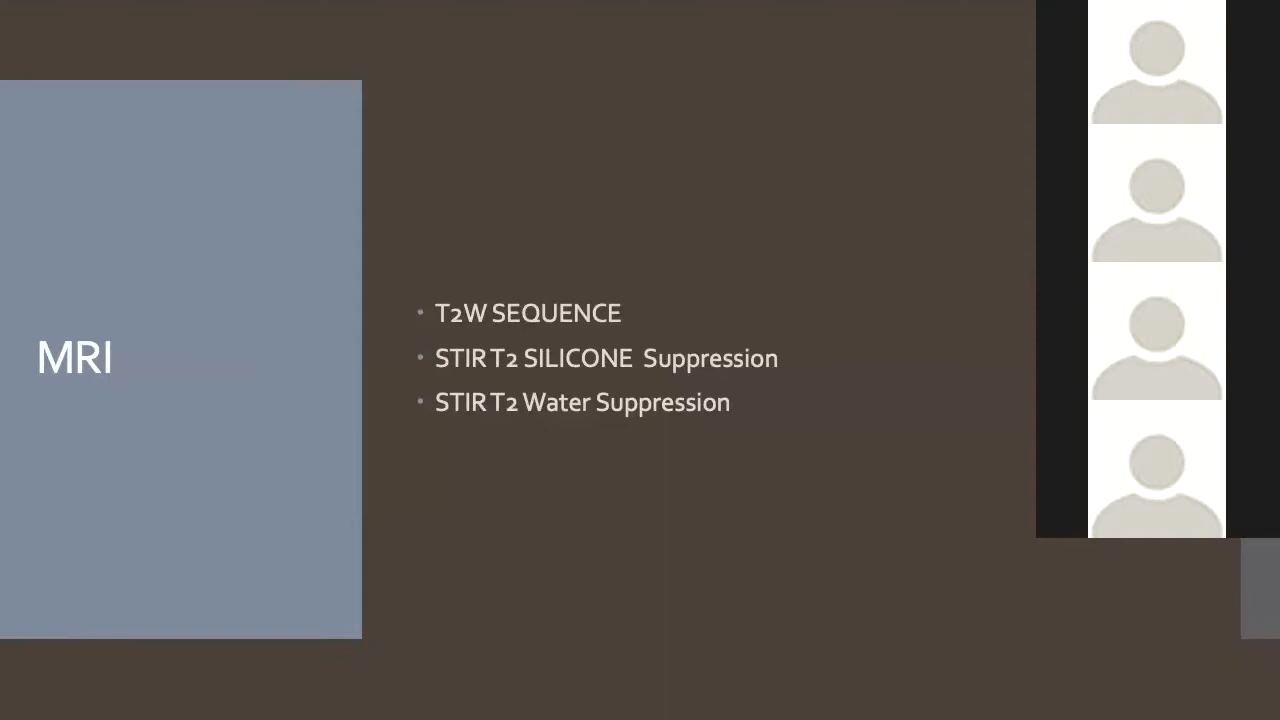 MRI
T2W SEQUENCE
STIR T2 SILICONE Suppression
STIR T2 Water Suppression